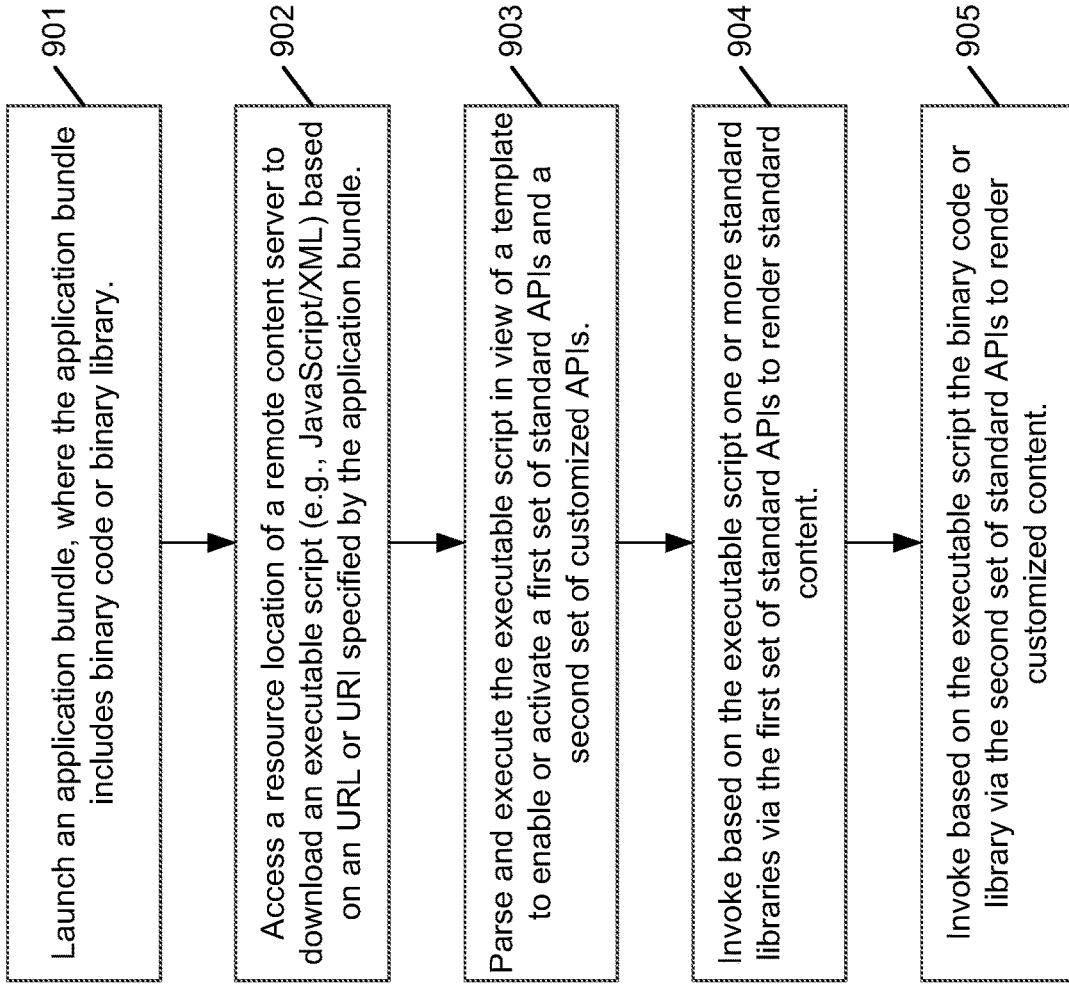 Launch an application bundle, where the application bundle
includes binary code or binary library.
901
Access a resource location of a remote content server to
download an executable script (e.g., JavaScript/XML) based
on an URL or URI specified by the application bundle.
902
Parse and execute the executable script in view of a template
to enable or activate a first set of standard APIs and a
second set of customized APIs.
903
Invoke based on the executable script one or more standard
libraries via the first set of standard APIs to render standard
content.
904
Invoke based on the executable script the binary code or
library via the second set of standard APIs to render
customized content.
905